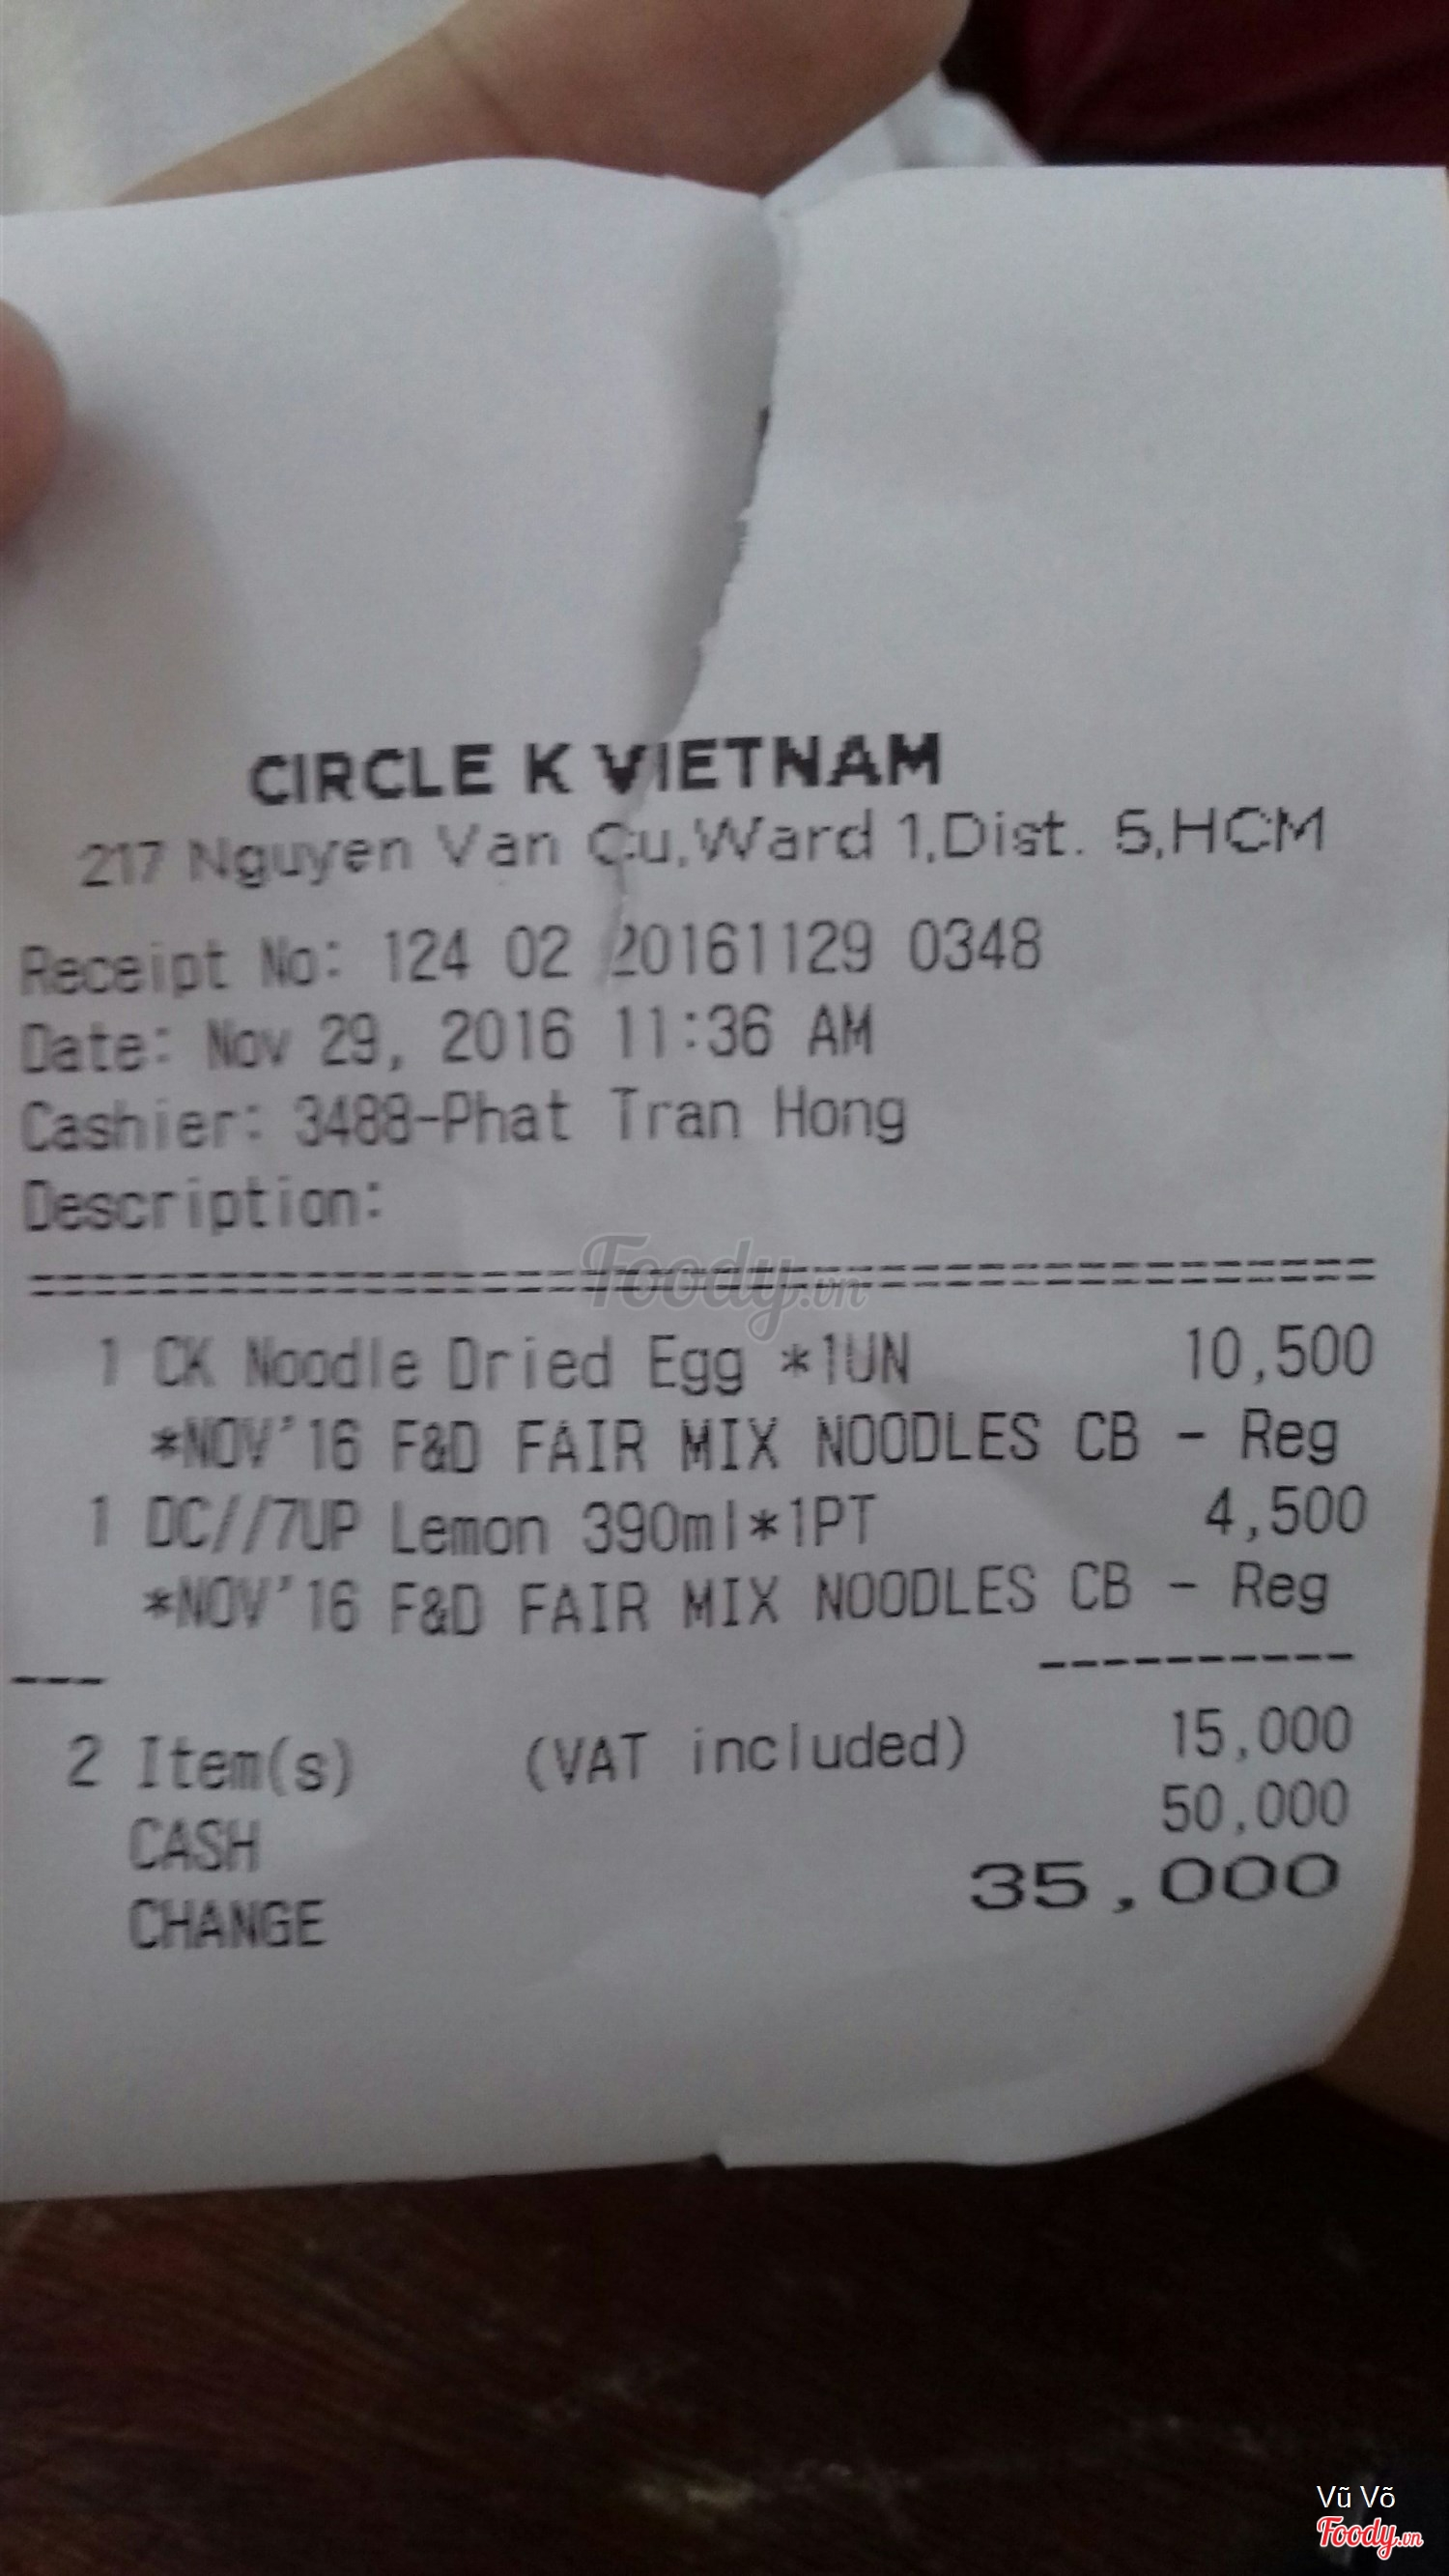 CIRCLE K VIETNAM
217 Nguyen Van Cu,Ward 1,Dist. 5,HCM
Receipt No: 124 02 20161129 0348
Date: Nov 29, 2016 11:36 AM
Cashier: 3488-Phat Tran Hong
Description:
Foody.vn
1 CK Noodle Dried Egg *1UN 10,500
*NOV'16 F&D FAIR MIX NOODLES CB - Reg
1 DC//7UP Lemon 390ml*1PT 4,500
*NOV'16 F&D FAIR MIX NOODLES CB - Reg
2 Item(s) (VAT included) 15,000
CASH 50,000
CHANGE 35,000
Vũ Võ
Foody.vn